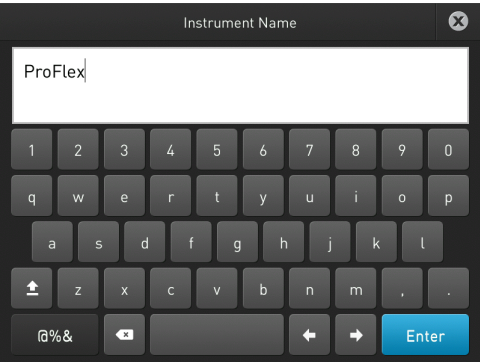 Instrument Name
ProFlex
1 2 3 4 5 6 7 8 9 0
q w e r t y u i o p
a s d f g h j k l
z x c v b n m , .
@%& Enter